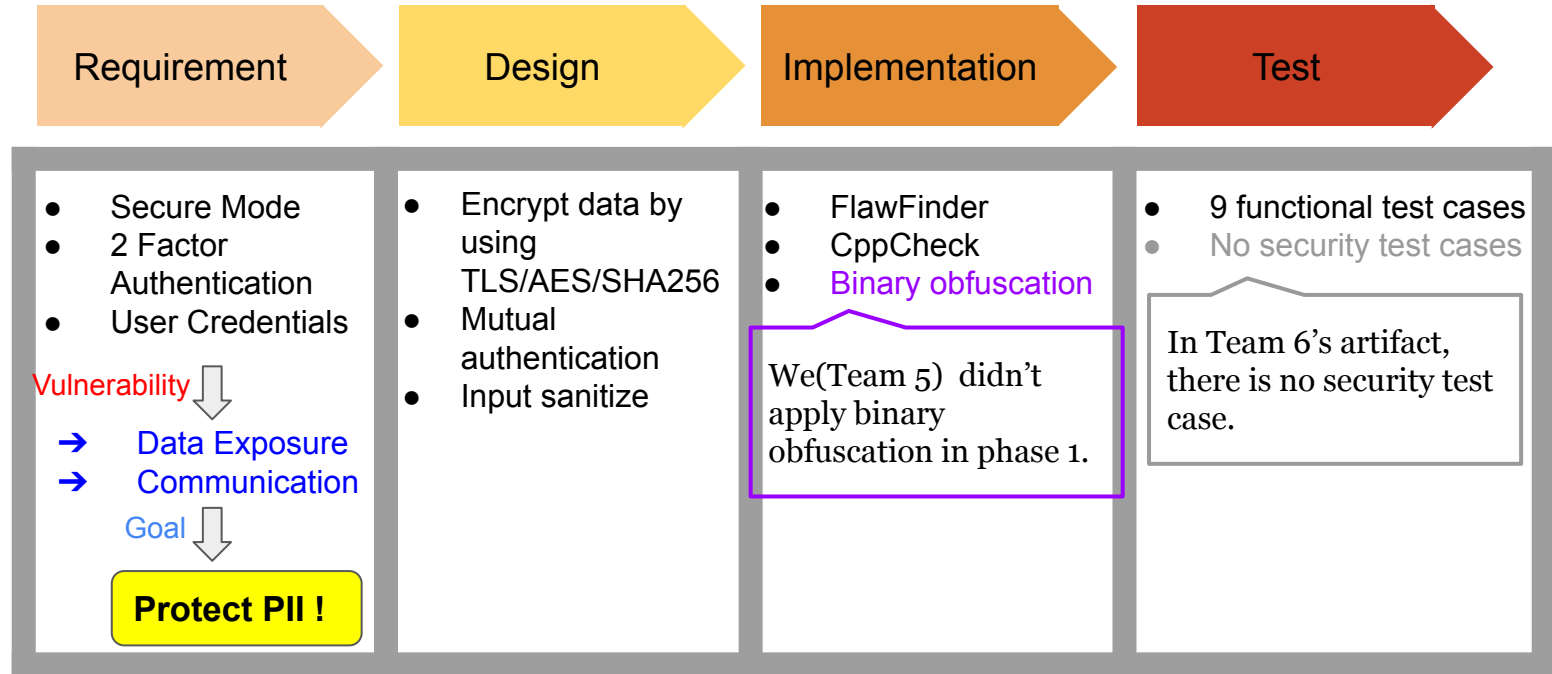 Requirement
Design
Implementation
Test
● Secure Mode
● 2 Factor
Authentication
● User Credentials
Vulnerability
➔ Data Exposure
➔ Communication
Goal
Protect PII !
● Encrypt data by
using
TLS/AES/SHA256
● Mutual
authentication
● Input sanitize
● FlawFinder
● CppCheck
● Binary obfuscation
We(Team 5) didn’t
apply binary
obfuscation in phase 1.
● 9 functional test cases
● No security test cases
In Team 6’s artifact,
there is no security test
case.